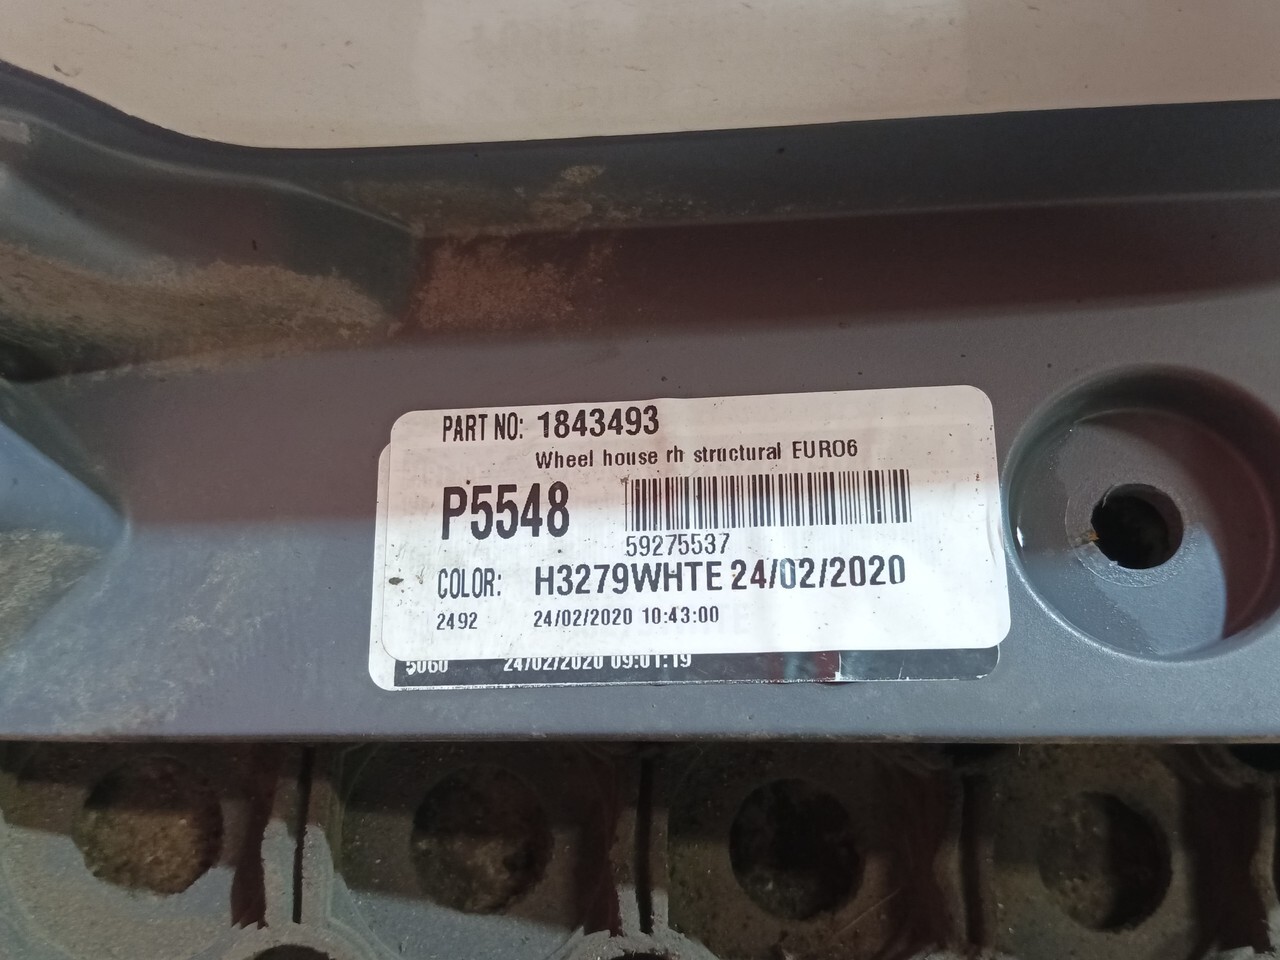 PART NO: 1843493
Wheel house rh structural EURO6
P5548
59275537
COLOR: H3279WHTE 24/02/2020
2492 24/02/2020 10:43:00
5060 24/02/2020 09:01:19